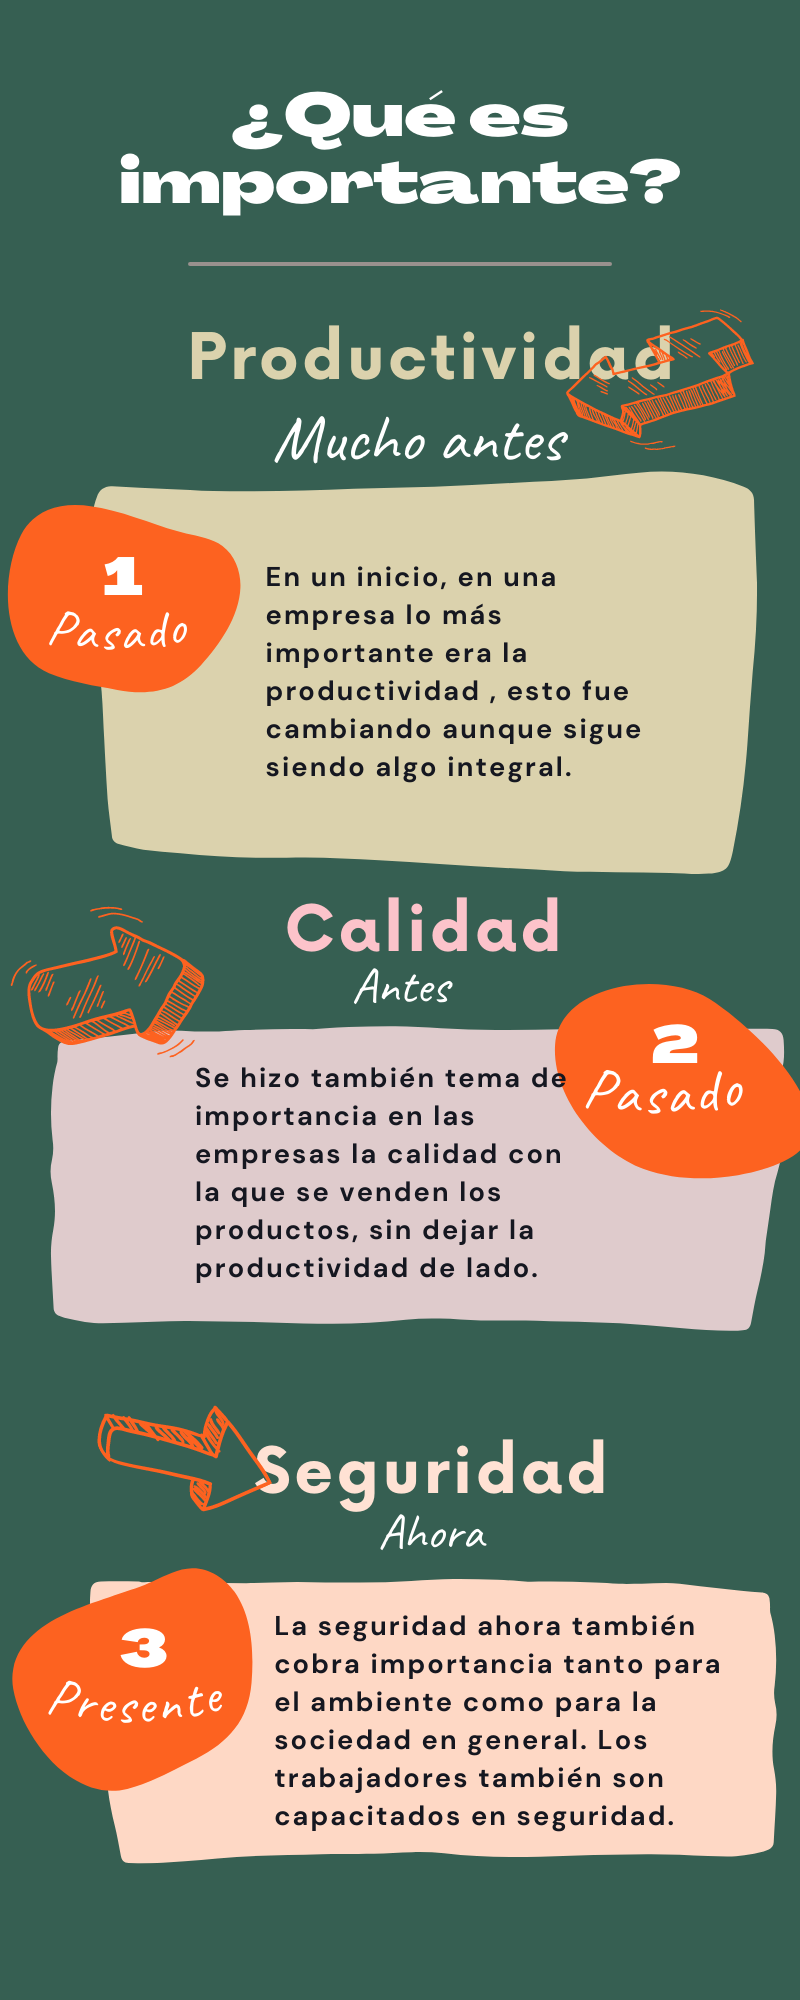 ¿Qué es
importante?
Productividad
Mucho antes
1
Pasado
En un inicio, en una
empresa lo más
importante era la
productividad , esto fue
cambiando aunque sigue
siendo algo integral.
Calidad
Antes
2
Pasado
Se hizo también tema de
importancia en las
empresas la calidad con
la que se venden los
productos, sin dejar la
productividad de lado.
Seguridad
Ahora
3
Presente
La seguridad ahora también
cobra importancia tanto para
el ambiente como para la
sociedad en general. Los
trabajadores también son
capacitados en seguridad.